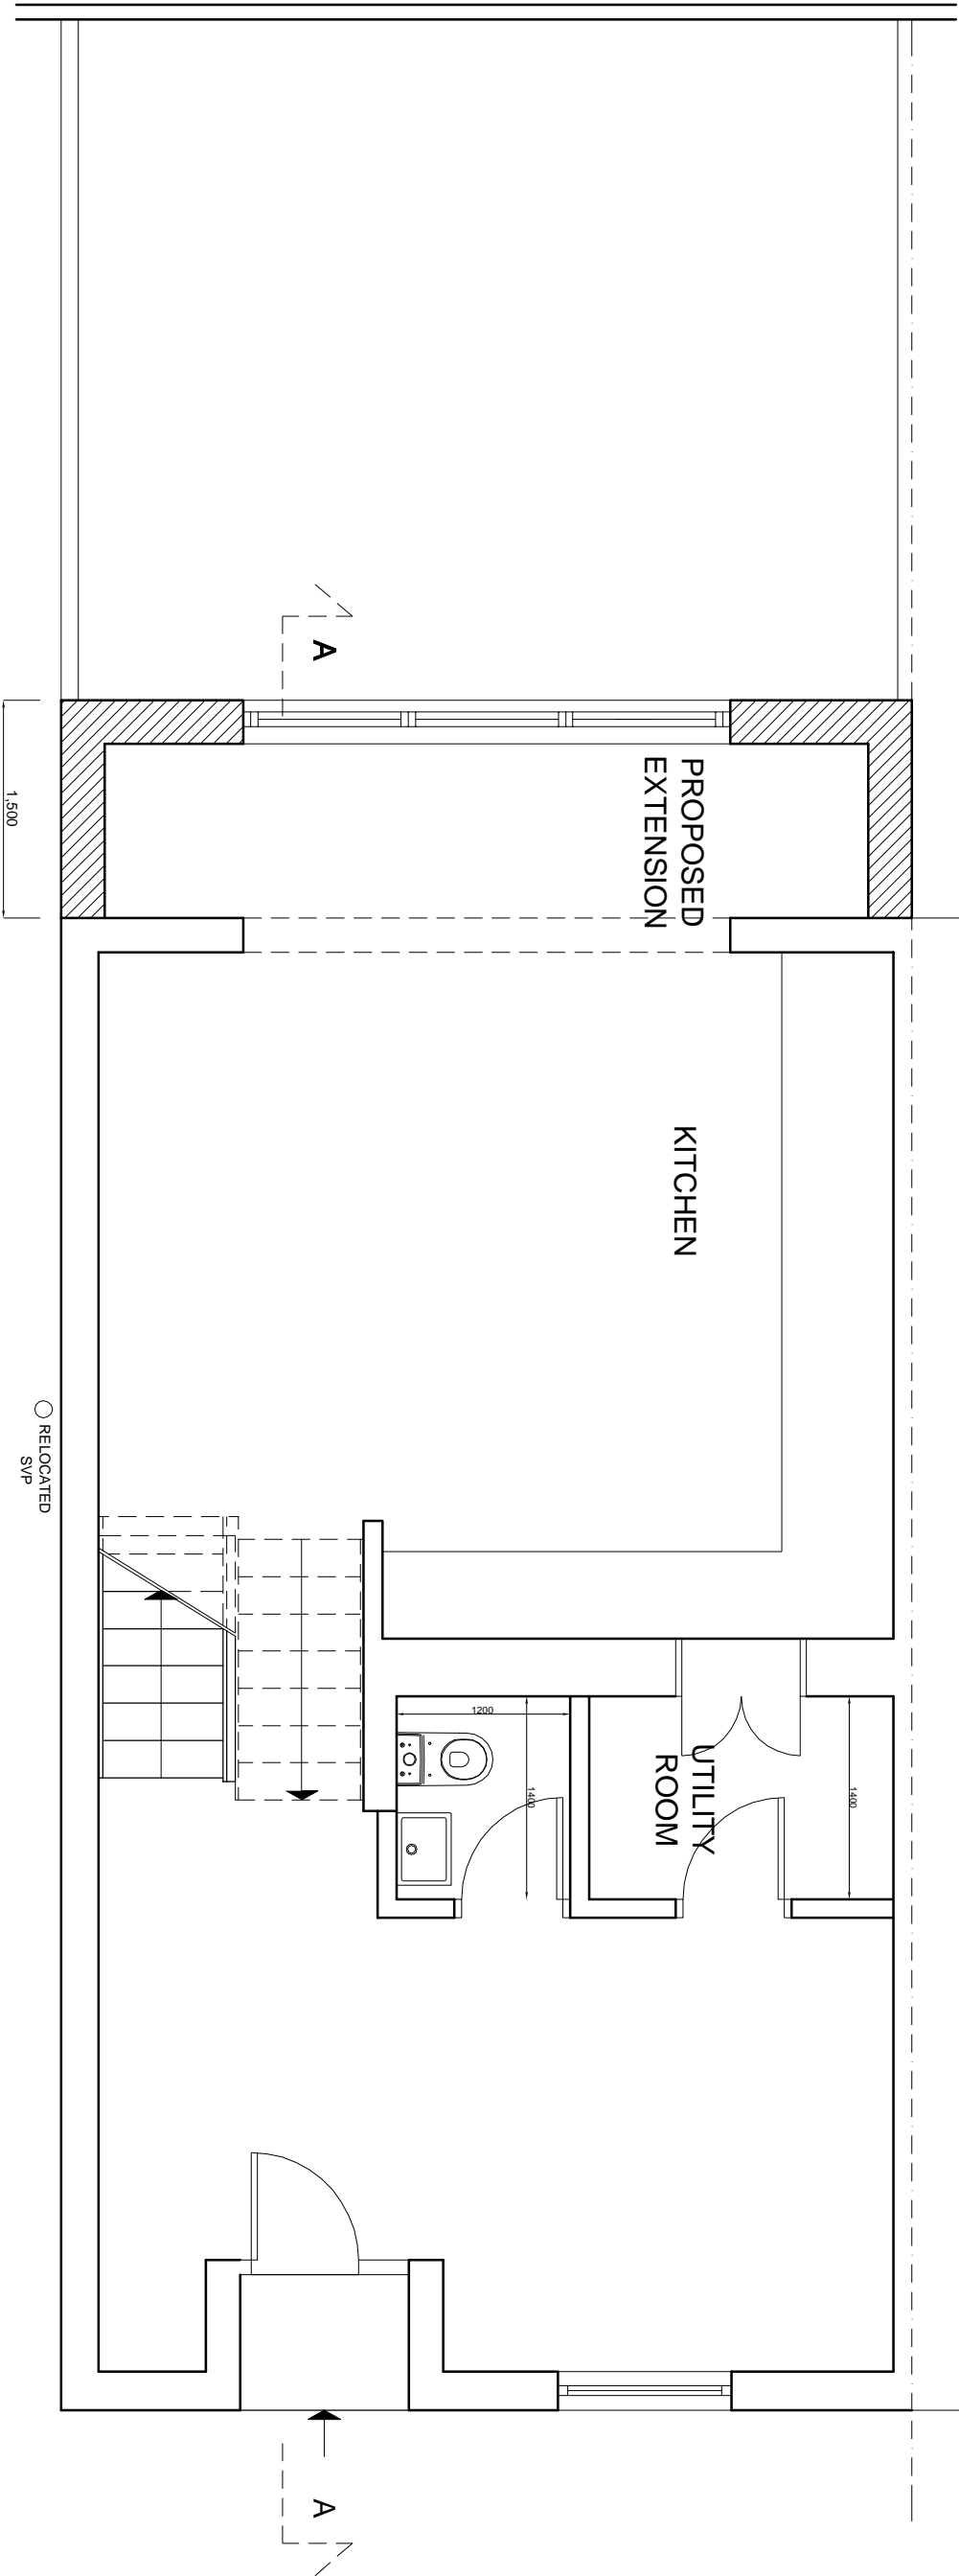 A
PROPOSED
EXTENSION
1,500
KITCHEN
RELOCATED
SVP
1200
1400
UTILITY
ROOM
1400
A